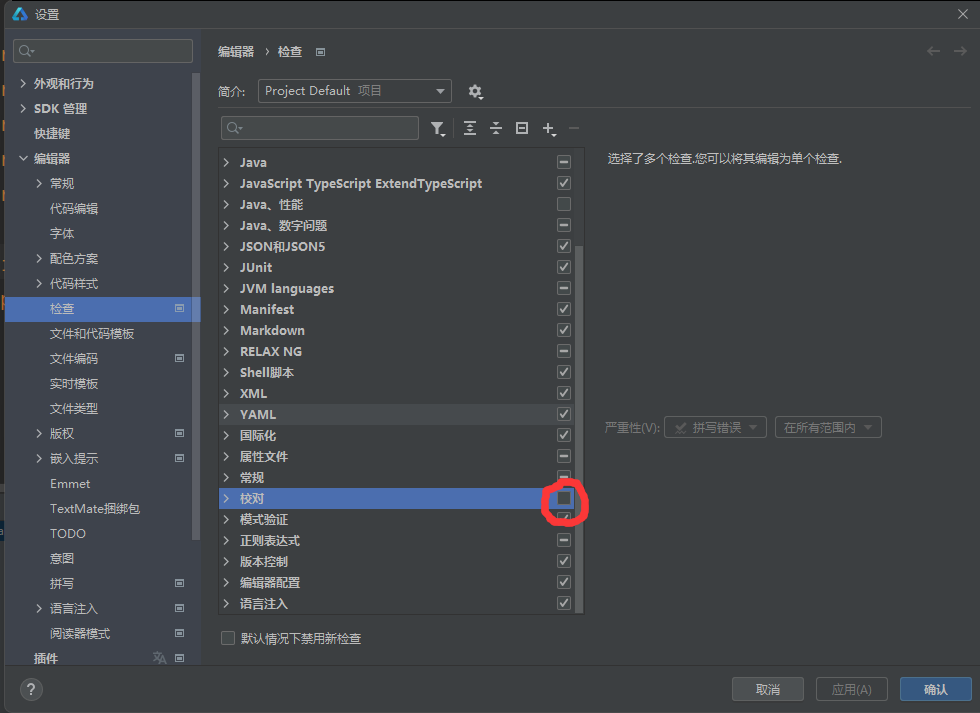 设置
外观和行为
SDK 管理
快捷键
编辑器
常规
代码编辑
字体
配色方案
代码样式
检查
文件和代码模板
文件编码
实时模板
文件类型
版权
嵌入提示
Emmet
TextMate捆绑包
TODO
意图
拼写
语言注入
阅读器模式
插件
编辑器 › 检查
简介: Project Default 项目
Java
JavaScript TypeScript ExtendTypeScript
Java、性能
Java、数字问题
JSON和JSON5
JUnit
JVM languages
Manifest
Markdown
RELAX NG
Shell脚本
XML
YAML
国际化
属性文件
常规
校对
模式验证
正则表达式
版本控制
编辑器配置
语言注入
默认情况下禁用新检查
选择了多个检查.您可以将其编辑为单个检查.
严重性(V): 拼写错误 在所有范围内
? 取消 应用(A) 确认